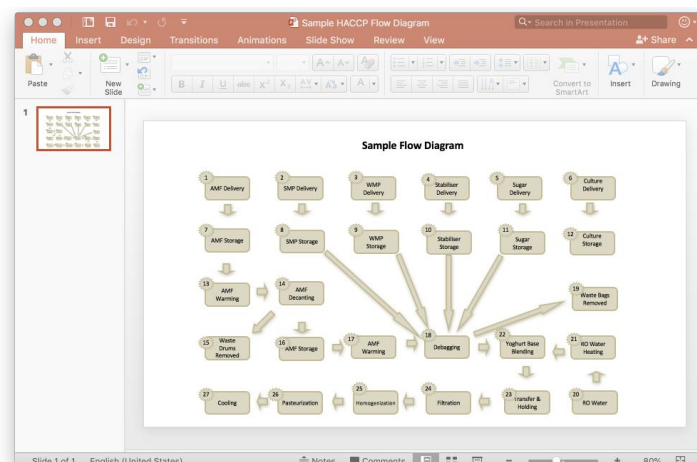 Sample HACCP Flow Diagram
Search in Presentation
Home Insert Design Transitions Animations Slide Show Review View
Share
Paste
New
Slide
B I U abc X² X₂ AV Aa A
A A
Convert to
SmartArt
Insert
Drawing
1
Sample Flow Diagram
1 AMF Delivery
2 SMP Delivery
3 WMP
Delivery
4 Stabiliser
Delivery
5 Sugar
Delivery
6 Culture
Delivery
7 AMF Storage
8 SMP Storage
9 WMP
Storage
10 Stabiliser
Storage
11 Sugar
Storage
12 Culture
Storage
13 AMF
Warming
14 AMF
Decanting
19 Waste Bags
Removed
15 Waste
Drums
Removed
16 AMF Storage
17 AMF
Warming
18 Debagging
22 Yoghurt Base
Blending
21 RO Water
Heating
27 Cooling
26 Pasteurization
25 Homogenization
24 Filtration
23 Transfer &
Holding
20 RO Water
Slide 1 of 1 English (United States) Notes Comments 80%